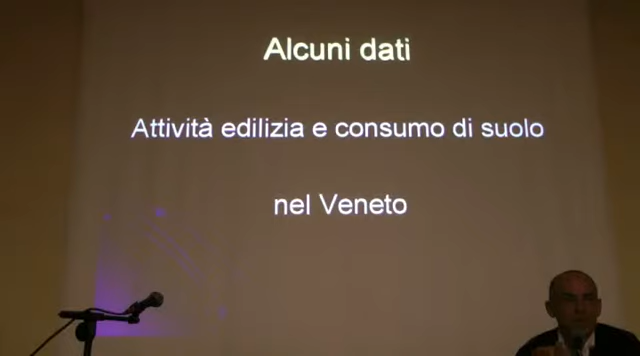 Alcuni dati
Attività edilizia e consumo di suolo
nel Veneto